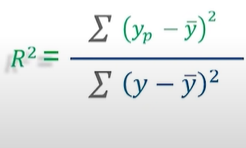 R² = ∑ (yₚ − ȳ)² / ∑ (y − ȳ)²